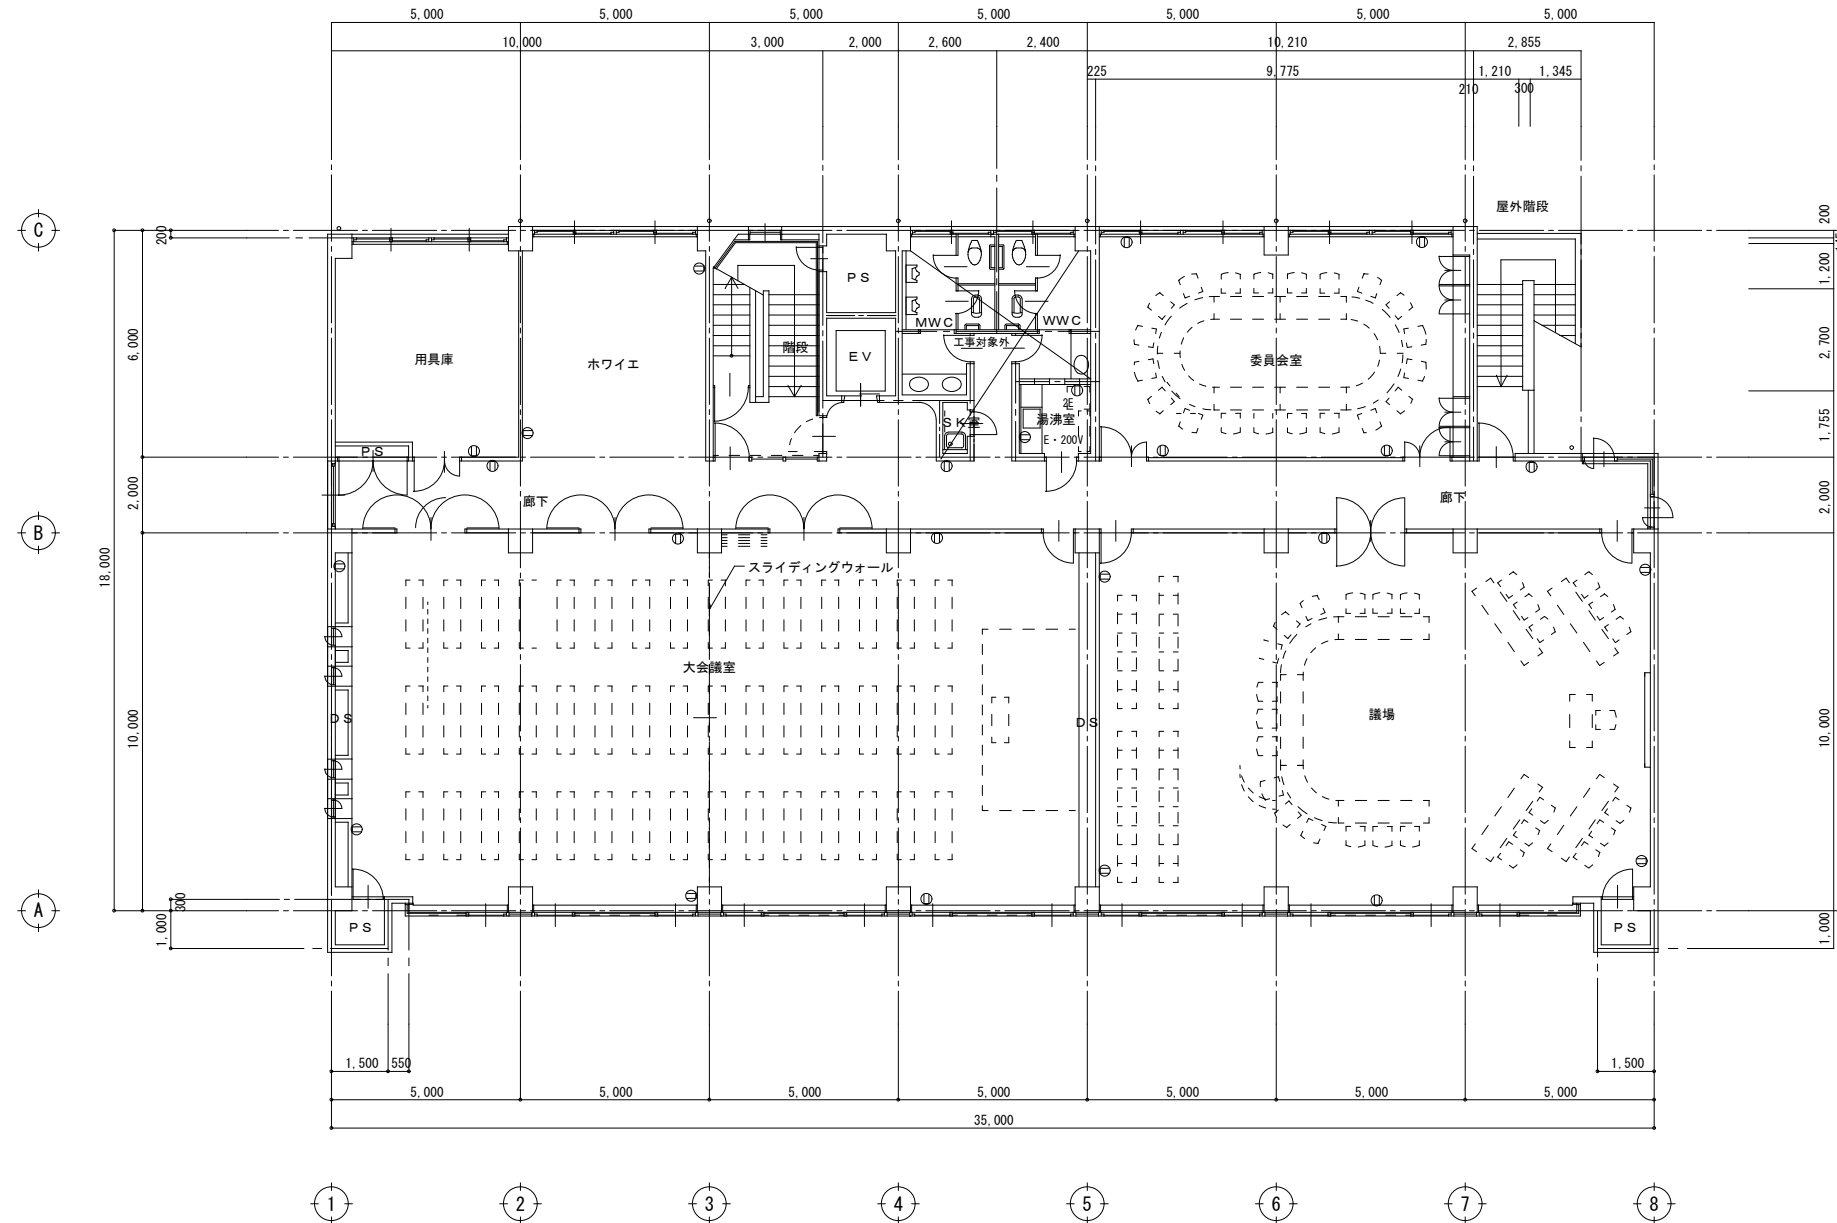 5,000 5,000 5,000 5,000 5,000 5,000 5,000
10,000 3,000 2,000 2,600 2,400 10,210 2,855
225 9,775 1,210 1,345
210 300
屋外階段
C
200
200
PS
1,200
MWC WWC
工事対象外
6,000
用具庫
ホワイエ
階段
EV
委員会室
2,700
2E
SK室
湯沸室
E・200V
1,755
PS
2,000
廊下
廊下
2,000
B
18,000
スライディングウォール
大会議室
DS
DS
議場
10,000
10,000
300
A
1,000
PS
PS
1,000
1,500 550
1,500
5,000 5,000 5,000 5,000 5,000 5,000 5,000
35,000
1 2 3 4 5 6 7 8